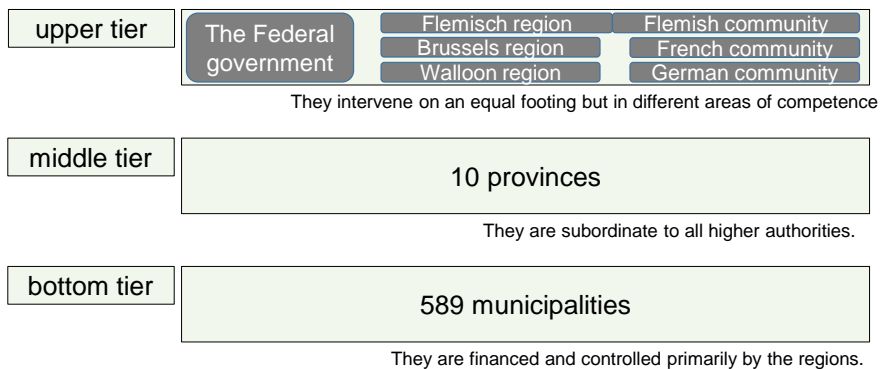 upper tier
The Federal
government
Flemisch region
Flemish community
Brussels region
French community
Walloon region
German community
They intervene on an equal footing but in different areas of competence
middle tier
10 provinces
They are subordinate to all higher authorities.
bottom tier
589 municipalities
They are financed and controlled primarily by the regions.